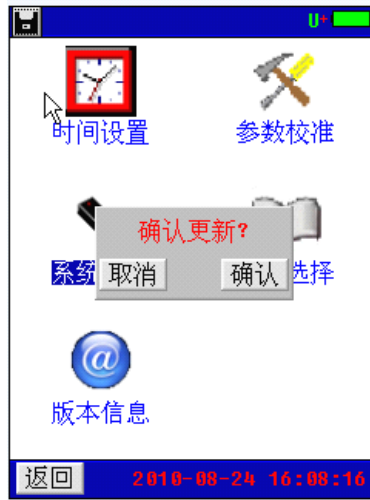 U+
时间设置 参数校准
确认更新?
系统 选择
取消 确认
版本信息
返回 2010-08-24 16:08:16